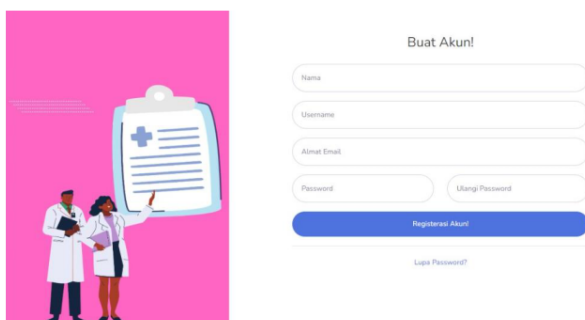 Buat Akun!
Nama
Username
Almat Email
Password
Ulangi Password
Registerasi Akun!
Lupa Password?